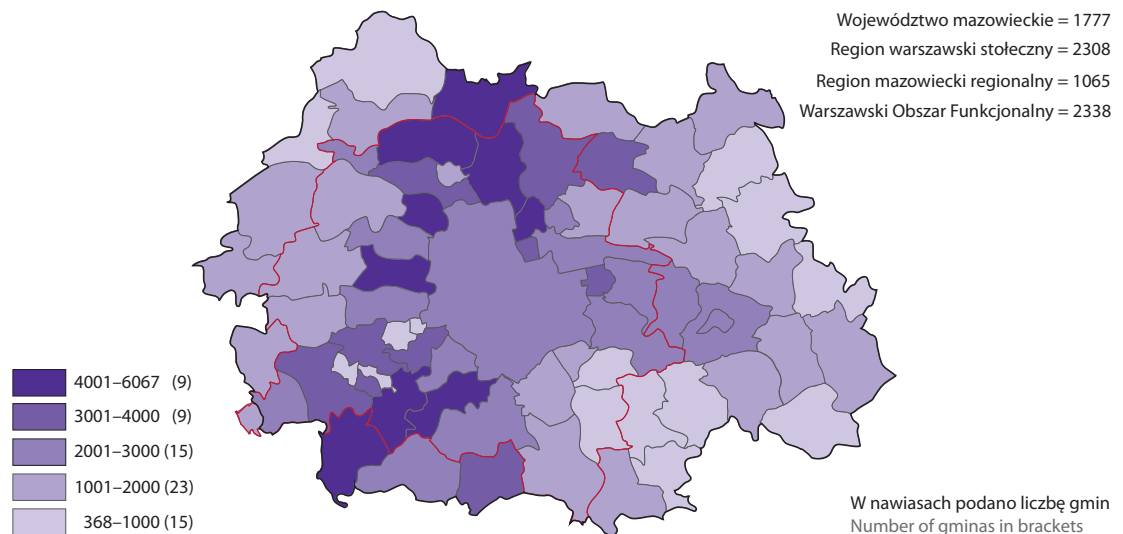 Województwo mazowieckie = 1777
Region warszawski stołeczny = 2308
Region mazowiecki regionalny = 1065
Warszawski Obszar Funkcjonalny = 2338
4001–6067 (9)
3001–4000 (9)
2001–3000 (15)
1001–2000 (23)
368–1000 (15)
W nawiasach podano liczbę gmin
Number of gminas in brackets